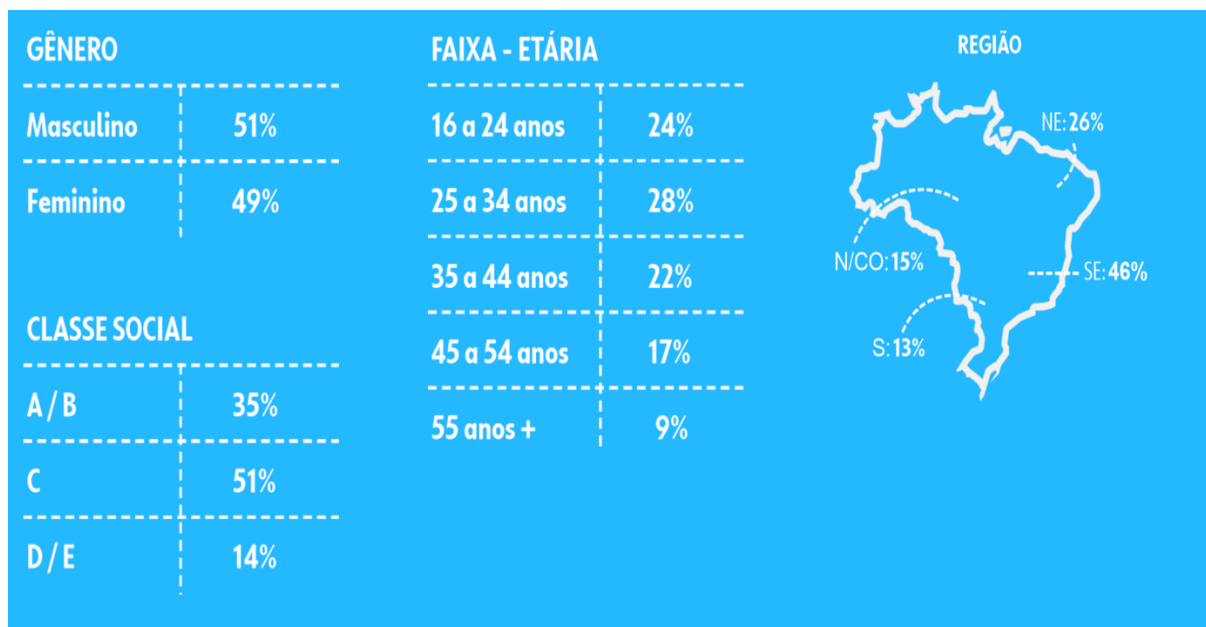 GÊNERO
Masculino 51%
Feminino 49%
CLASSE SOCIAL
A / B 35%
C 51%
D / E 14%
FAIXA - ETÁRIA
16 a 24 anos 24%
25 a 34 anos 28%
35 a 44 anos 22%
45 a 54 anos 17%
55 anos + 9%
REGIÃO
NE: 26%
N/CO: 15%
SE: 46%
S: 13%